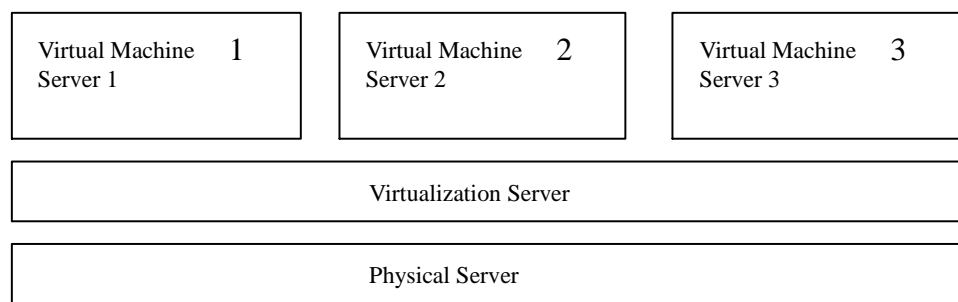 Virtual Machine 1
Server 1
Virtual Machine 2
Server 2
Virtual Machine 3
Server 3
Virtualization Server
Physical Server